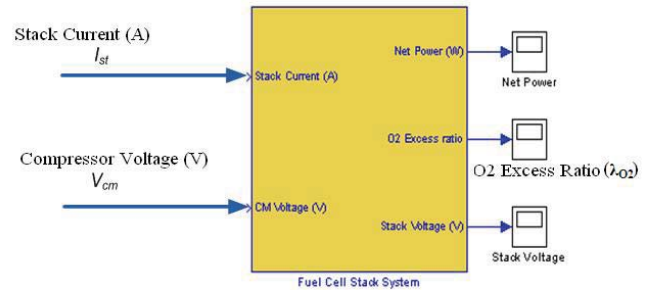 Stack Current (A)
I_st
Stack Current (A)
Compressor Voltage (V)
V_cm
CM Voltage (V)
Net Power (W)
Net Power
O2 Excess ratio
O2 Excess Ratio (λ_O2)
Stack Voltage (V)
Stack Voltage
Fuel Cell Stack System